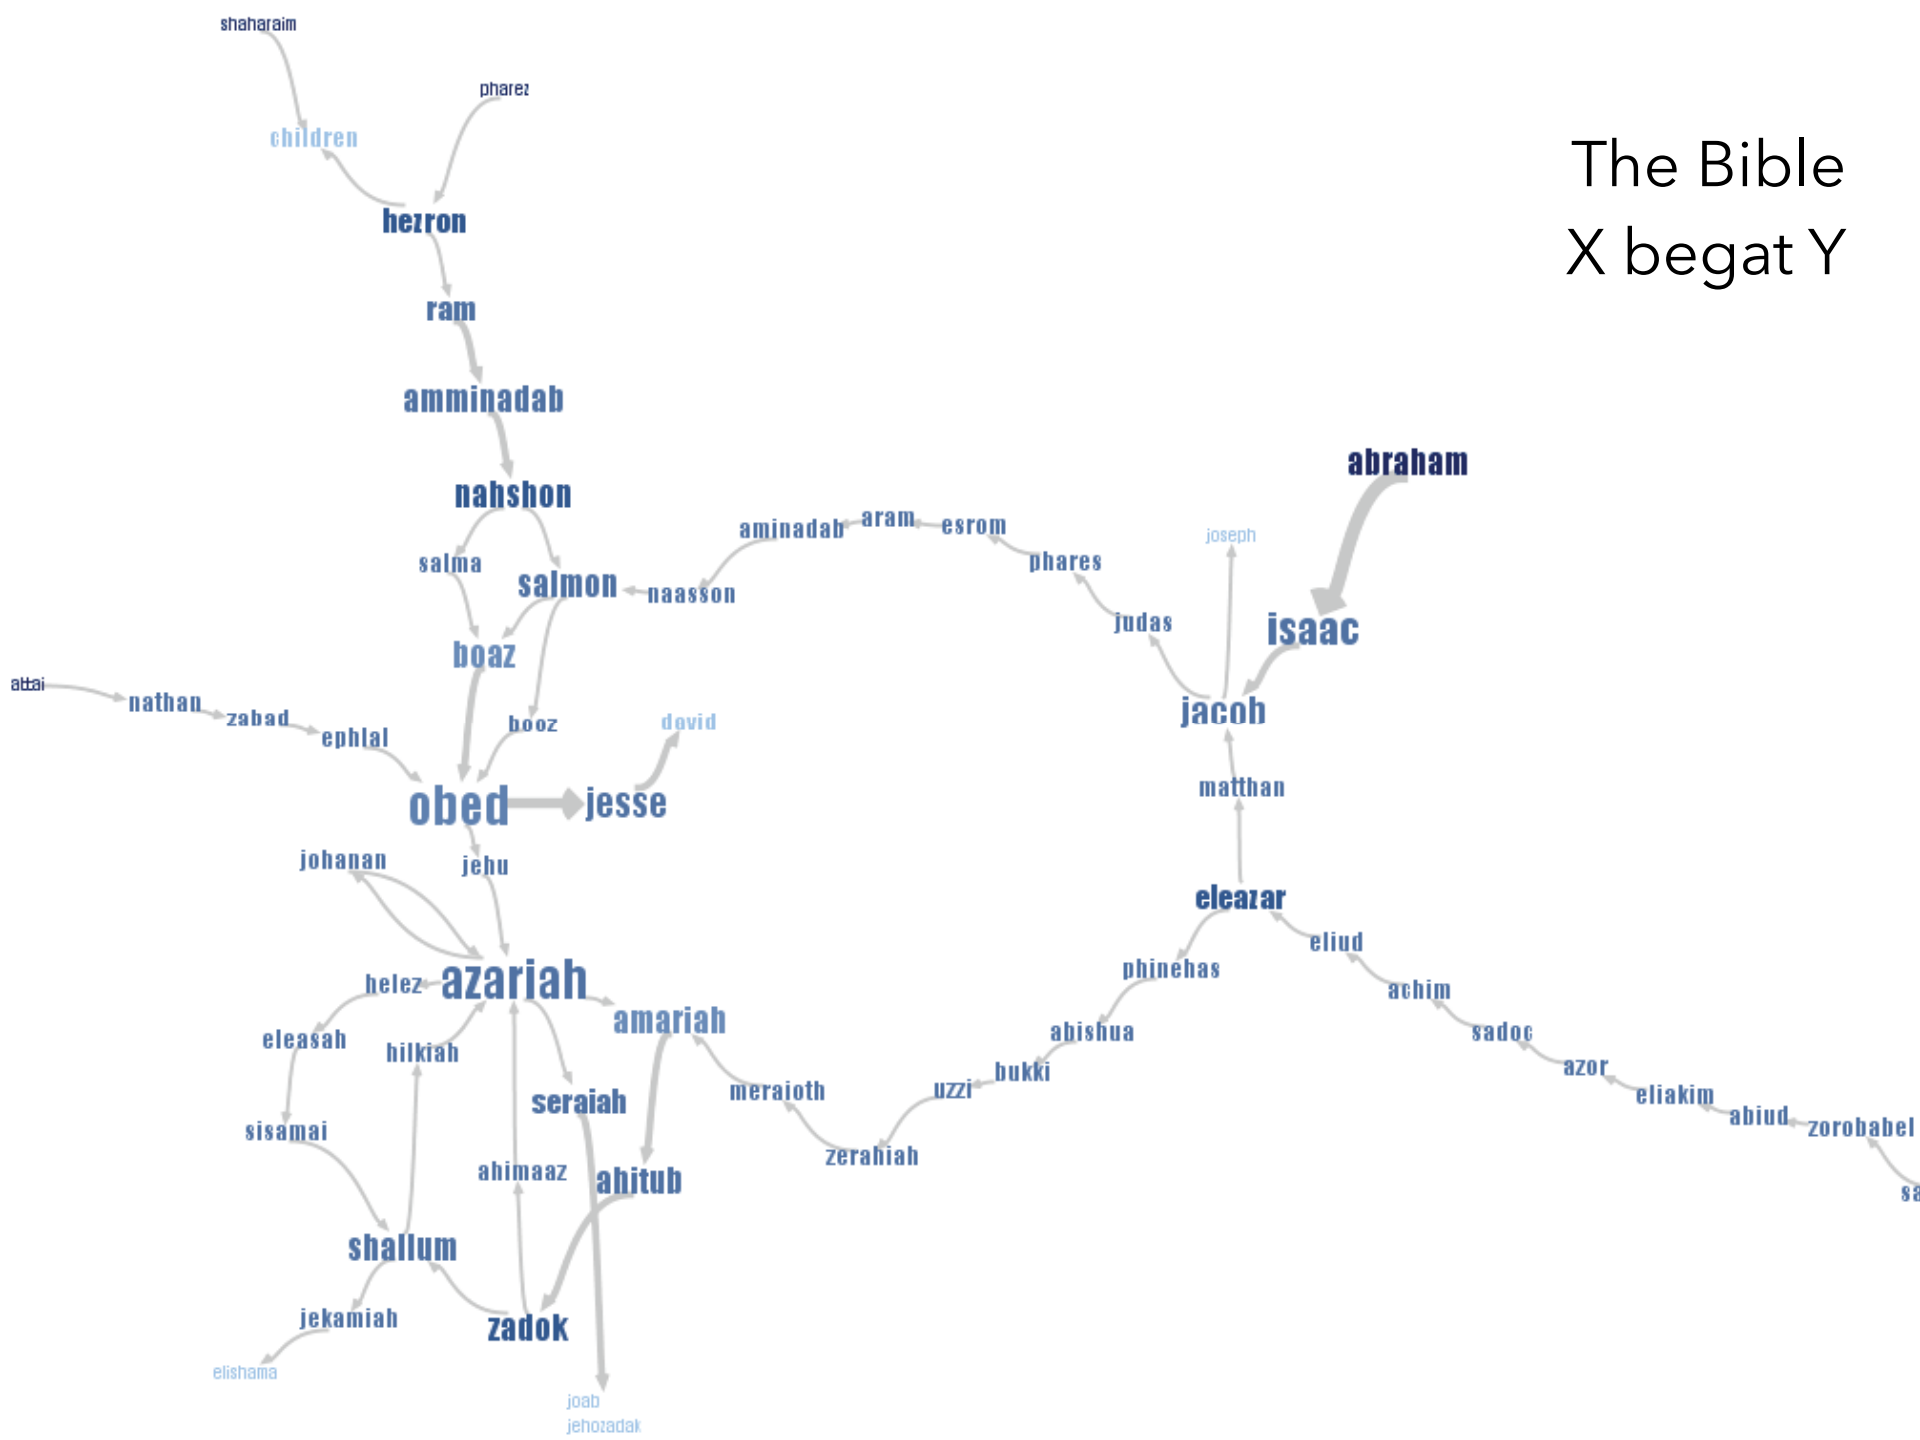 shaharaim
pharez
children
The Bible
X begat Y
hezron
ram
amminadab
abraham
nahshon
aminadab
aram
esrom
joseph
phares
salma
salmon
naasson
judas
isaac
boaz
attai
nathan
zabad
ephlal
booz
david
jacob
matthan
obed
jesse
johanan
jehu
eleazar
eliud
phinehas
helez
azariah
achim
amariah
abishua
sadoc
eleasah
hilkiah
bukki
azor
uzzi
meraioth
eliakim
seraiah
abiud
zorobabel
sisamai
zerahiah
ahimaaz
ahitub
sa
shallum
jekamiah
zadok
elishama
joab
jehozadak